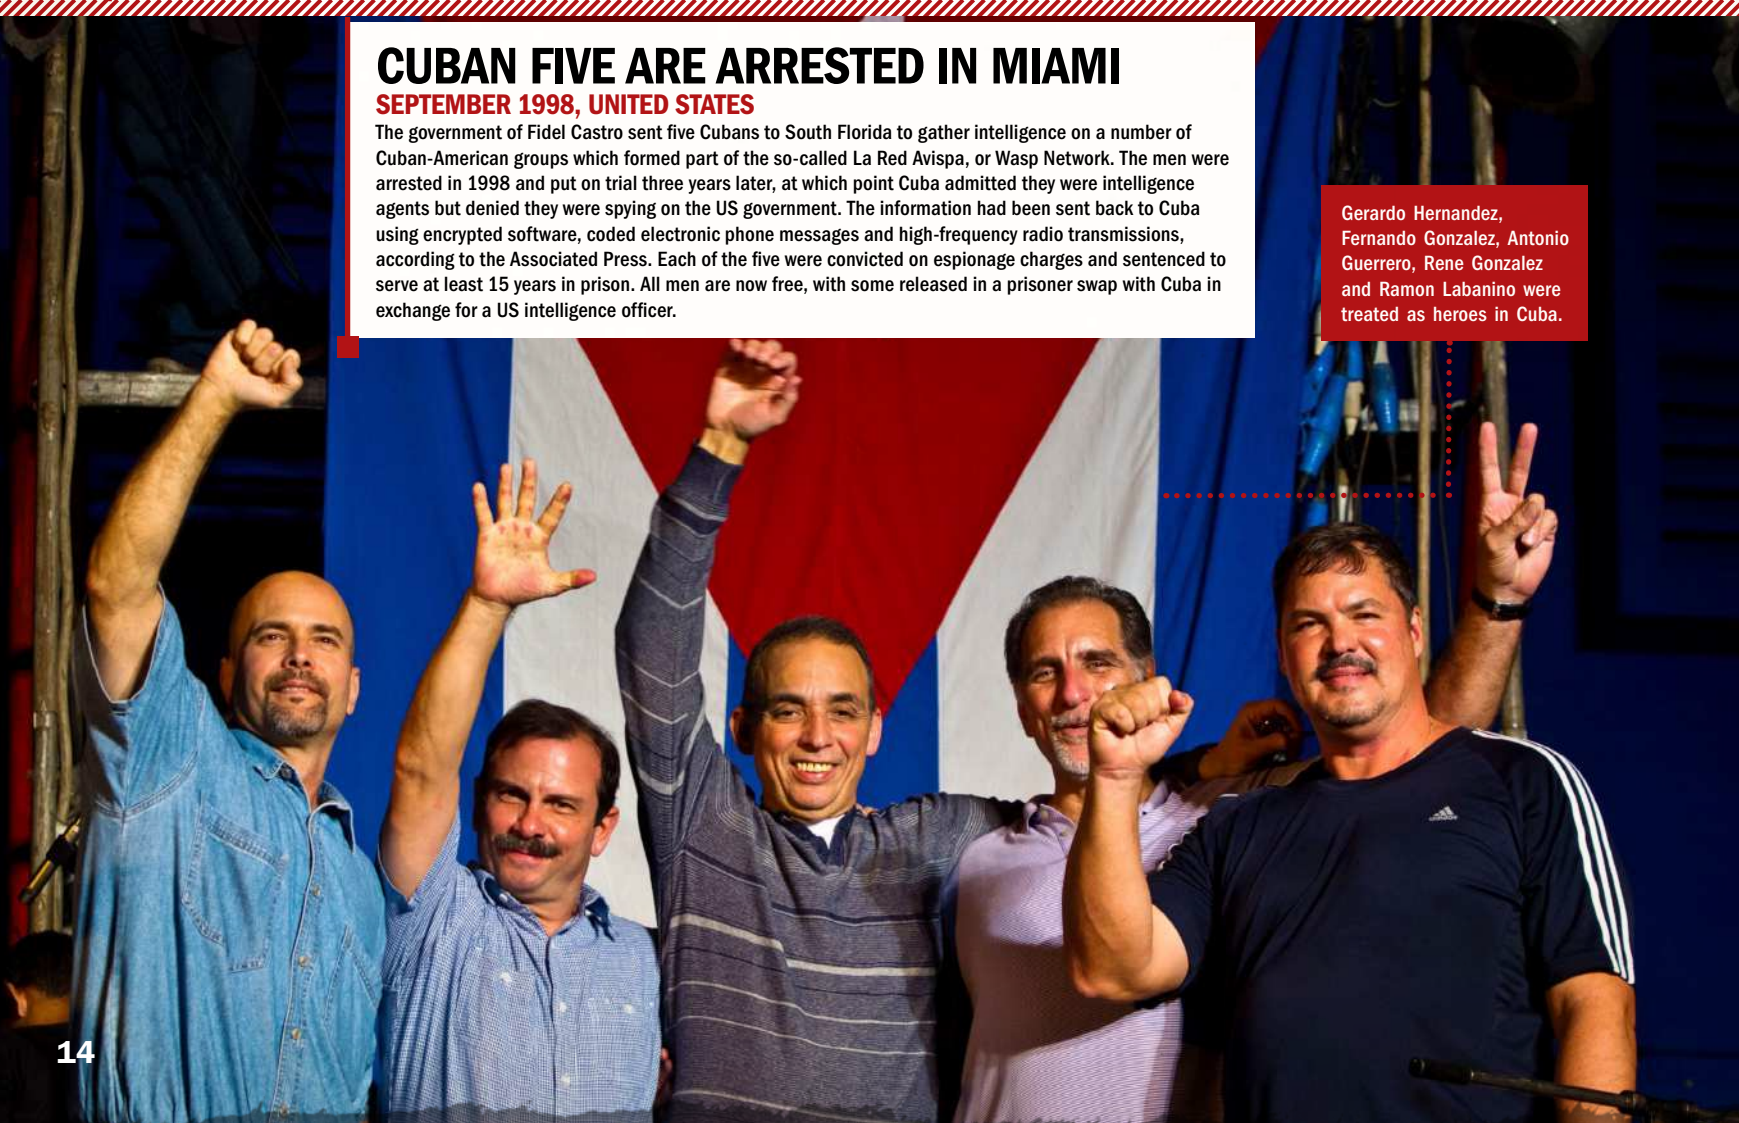 CUBAN FIVE ARE ARRESTED IN MIAMI
SEPTEMBER 1998, UNITED STATES
The government of Fidel Castro sent five Cubans to South Florida to gather intelligence on a number of
Cuban-American groups which formed part of the so-called La Red Avispa, or Wasp Network. The men were
arrested in 1998 and put on trial three years later, at which point Cuba admitted they were intelligence
agents but denied they were spying on the US government. The information had been sent back to Cuba
using encrypted software, coded electronic phone messages and high-frequency radio transmissions,
according to the Associated Press. Each of the five were convicted on espionage charges and sentenced to
serve at least 15 years in prison. All men are now free, with some released in a prisoner swap with Cuba in
exchange for a US intelligence officer.
Gerardo Hernandez,
Fernando Gonzalez, Antonio
Guerrero, Rene Gonzalez
and Ramon Labanino were
treated as heroes in Cuba.
adidas
14